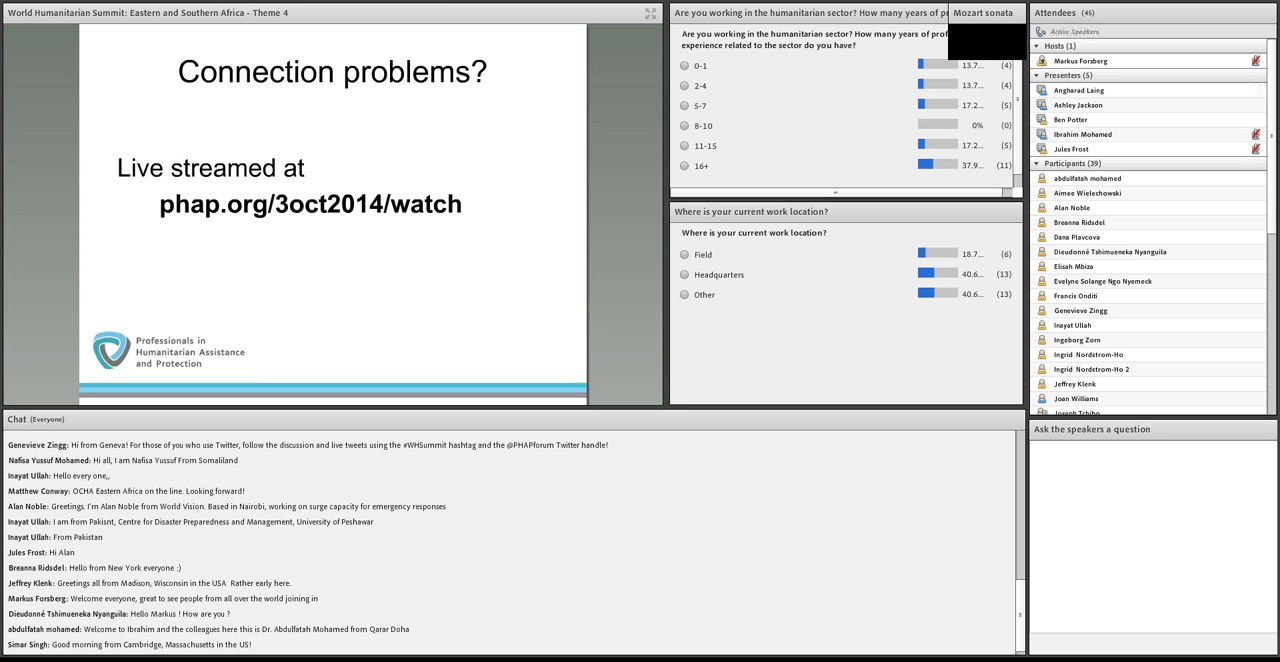 World Humanitarian Summit: Eastern and Southern Africa - Theme 4
Connection problems?
Live streamed at
phap.org/3oct2014/watch
Professionals in
Humanitarian Assistance
and Protection
Are you working in the humanitarian sector? How many years of pr
Mozart sonata
Are you working in the humanitarian sector? How many years of prof
experience related to the sector do you have?
0-1 13.7... (4)
2-4 13.7... (4)
5-7 17.2... (5)
8-10 0% (0)
11-15 17.2... (5)
16+ 37.9... (11)
Where is your current work location?
Where is your current work location?
Field 18.7... (6)
Headquarters 40.6... (13)
Other 40.6... (13)
Attendees (45)
Active Speakers
Hosts (1)
Markus Forsberg
Presenters (5)
Angharad Laing
Ashley Jackson
Ben Potter
Ibrahim Mohamed
Jules Frost
Participants (39)
abdulfatah mohamed
Aimee Wielechowski
Alan Noble
Breanna Ridsdel
Dana Plavcova
Dieudonné Tshimueneka Nyanguila
Elisah Mbiza
Evelyne Solange Ngo Nyemeck
Francis Onditi
Genevieve Zingg
Inayat Ullah
Ingeborg Zorn
Ingrid Nordstrom-Ho
Ingrid Nordstrom-Ho 2
Jeffrey Klenk
Joan Williams
Joseph Tchibo
Chat (Everyone)
Genevieve Zingg: Hi from Geneva! For those of you who use Twitter, follow the discussion and live tweets using the #WHSummit hashtag and the @PHAPforum Twitter handle!
Nafisa Yussuf Mohamed: Hi all, I am Nafisa Yussuf From Somaliland
Inayat Ullah: Hello every one,,
Matthew Conway: OCHA Eastern Africa on the line. Looking forward!
Alan Noble: Greetings. I'm Alan Noble from World Vision. Based in Nairobi, working on surge capacity for emergency responses
Inayat Ullah: I am from Pakisnt, Centre for Disaster Preparedness and Management, University of Peshawar
Inayat Ullah: From Pakistan
Jules Frost: Hi Alan
Breanna Ridsdel: Hello from New York everyone :)
Jeffrey Klenk: Greetings all from Madison, Wisconsin in the USA  Rather early here.
Markus Forsberg: Welcome everyone, great to see people from all over the world joining in
Dieudonné Tshimueneka Nyanguila: Hello Markus ! How are you ?
abdulfatah mohamed: Welcome to Ibrahim and the colleagues here this is Dr. Abdulfatah Mohamed from Qarar Doha
Simar Singh: Good morning from Cambridge, Massachusetts in the US!
Ask the speakers a question